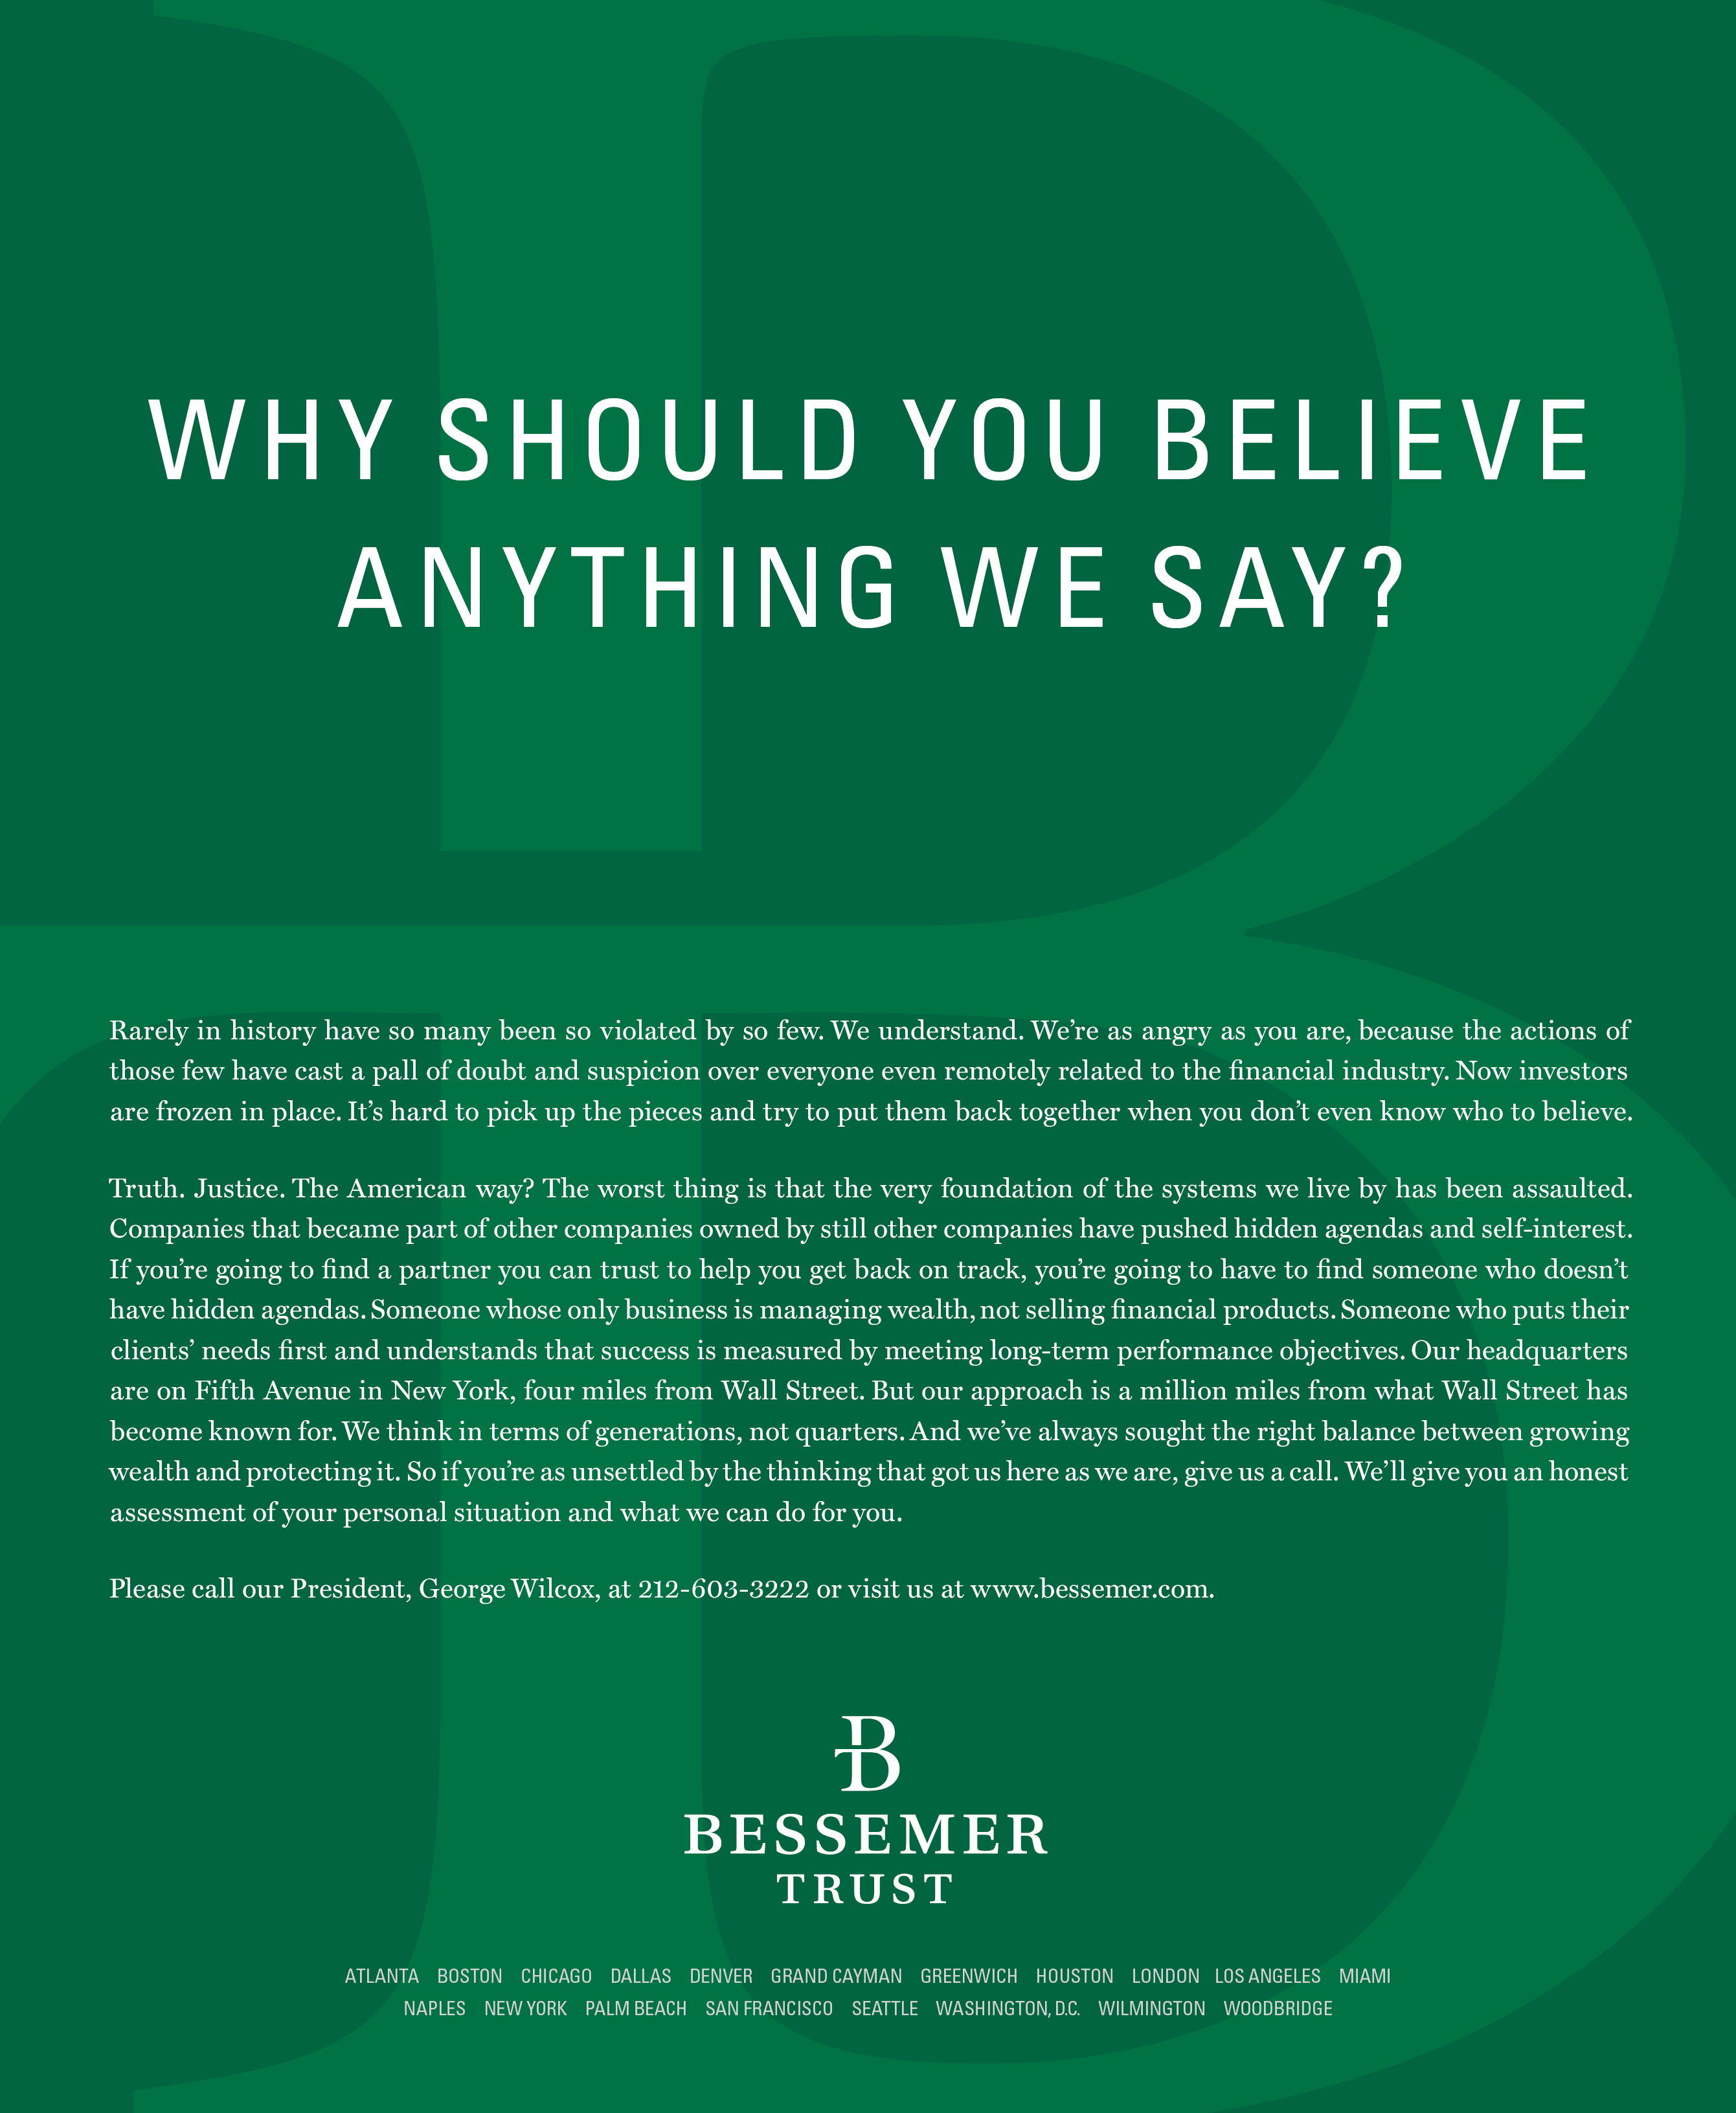 WHY SHOULD YOU BELIEVE
ANYTHING WE SAY?
Rarely in history have so many been so violated by so few. We understand. We’re as angry as you are, because the actions of
those few have cast a pall of doubt and suspicion over everyone even remotely related to the financial industry. Now investors
are frozen in place. It’s hard to pick up the pieces and try to put them back together when you don’t even know who to believe.
Truth. Justice. The American way? The worst thing is that the very foundation of the systems we live by has been assaulted.
Companies that became part of other companies owned by still other companies have pushed hidden agendas and self-interest.
If you’re going to find a partner you can trust to help you get back on track, you’re going to have to find someone who doesn’t
have hidden agendas. Someone whose only business is managing wealth, not selling financial products. Someone who puts their
clients’ needs first and understands that success is measured by meeting long-term performance objectives. Our headquarters
are on Fifth Avenue in New York, four miles from Wall Street. But our approach is a million miles from what Wall Street has
become known for. We think in terms of generations, not quarters. And we’ve always sought the right balance between growing
wealth and protecting it. So if you’re as unsettled by the thinking that got us here as we are, give us a call. We’ll give you an honest
assessment of your personal situation and what we can do for you.
Please call our President, George Wilcox, at 212-603-3222 or visit us at www.bessemer.com.
B
BESSEMER
TRUST
ATLANTA BOSTON CHICAGO DALLAS DENVER GRAND CAYMAN GREENWICH HOUSTON LONDON LOS ANGELES MIAMI
NAPLES NEW YORK PALM BEACH SAN FRANCISCO SEATTLE WASHINGTON, D.C. WILMINGTON WOODBRIDGE